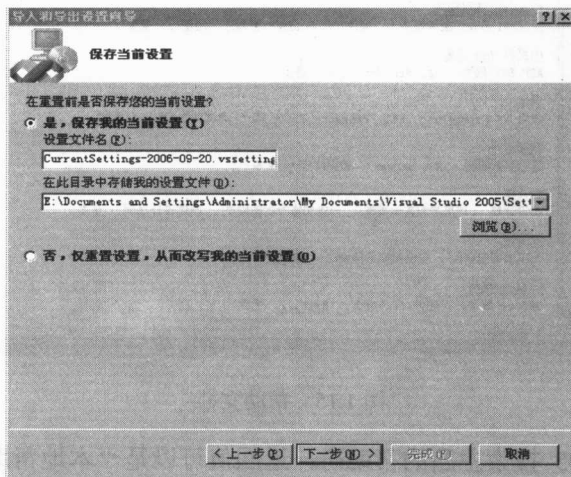 导入和导出设置向导
保存当前设置
在重置前是否保存您的当前设置?
是,保存我的当前设置(Y)
设置文件名(F):
CurrentSettings-2006-09-20.vssetting
在此目录中存储我的设置文件(D):
E:\Documents and Settings\Administrator\My Documents\Visual Studio 2005\Sett
浏览(B)...
否,仅重置设置,从而改写我的当前设置(O)
< 上一步(P) 下一步(N) > 完成(F) 取消